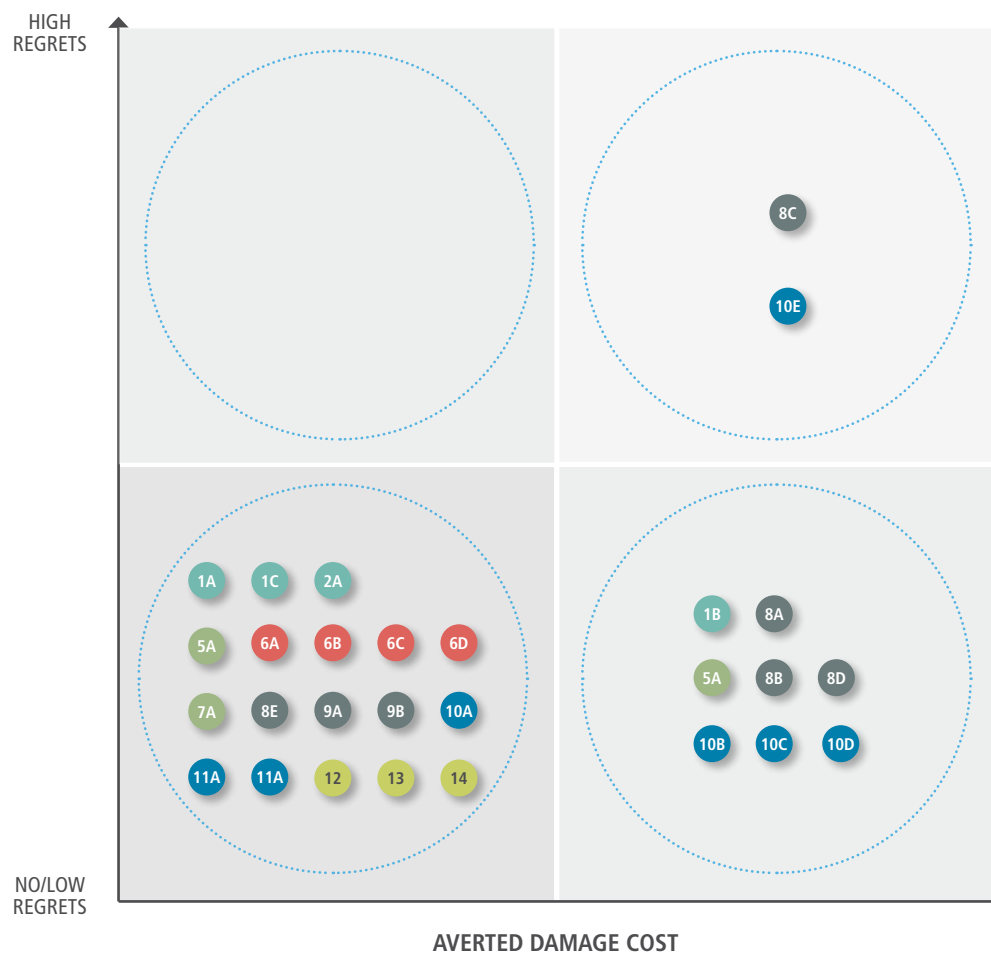 HIGH
REGRETS
8C
10E
1A 1C 2A
1B 8A
5A 6A 6B 6C 6D
5A 8B 8D
7A 8E 9A 9B 10A
10B 10C 10D
11A 11A 12 13 14
NO/LOW
REGRETS
AVERTED DAMAGE COST